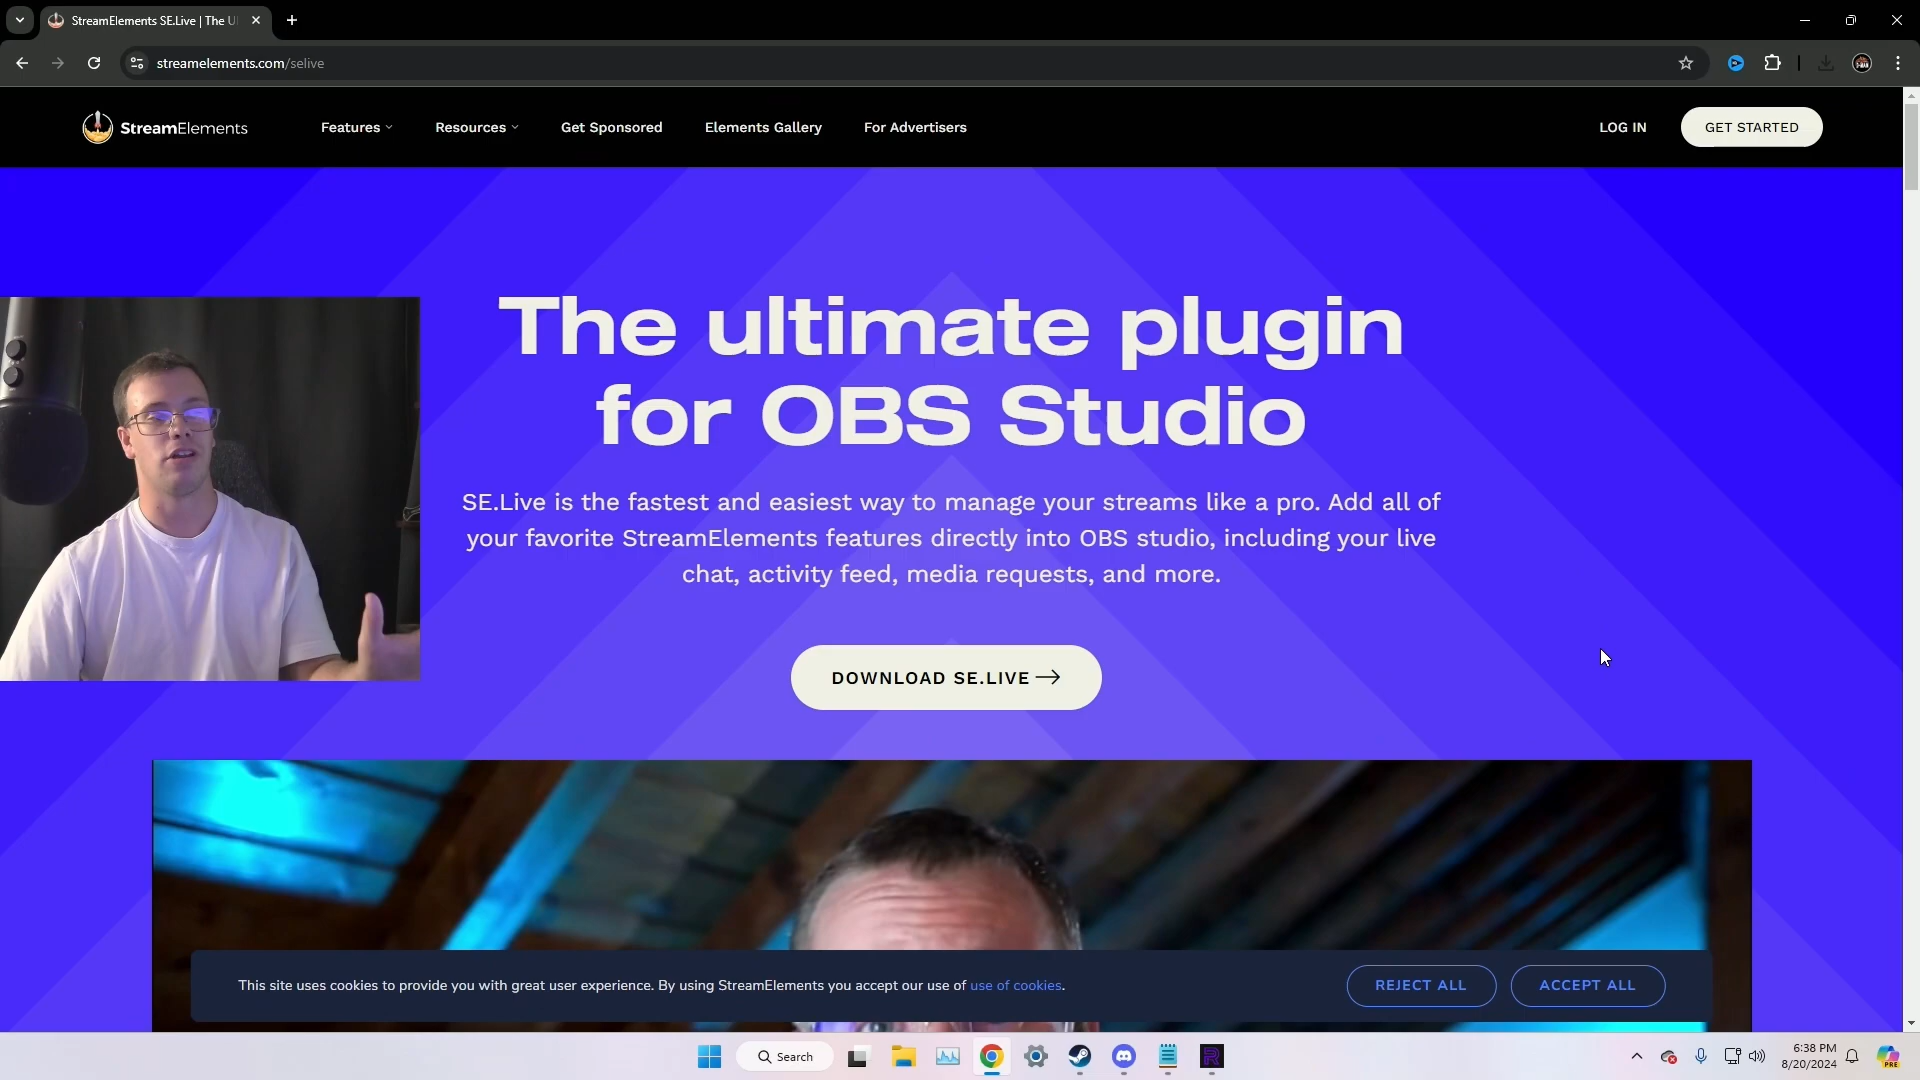 StreamElements SE.Live | The U
streamelements.com/selive
StreamElements
Features
Resources
Get Sponsored
Elements Gallery
For Advertisers
LOG IN
GET STARTED
The ultimate plugin
for OBS Studio
SE.Live is the fastest and easiest way to manage your streams like a pro. Add all of
your favorite StreamElements features directly into OBS studio, including your live
chat, activity feed, media requests, and more.
DOWNLOAD SE.LIVE
This site uses cookies to provide you with great user experience. By using StreamElements you accept our use of use of cookies.
REJECT ALL
ACCEPT ALL
Search
6:38 PM
8/20/2024
PRE